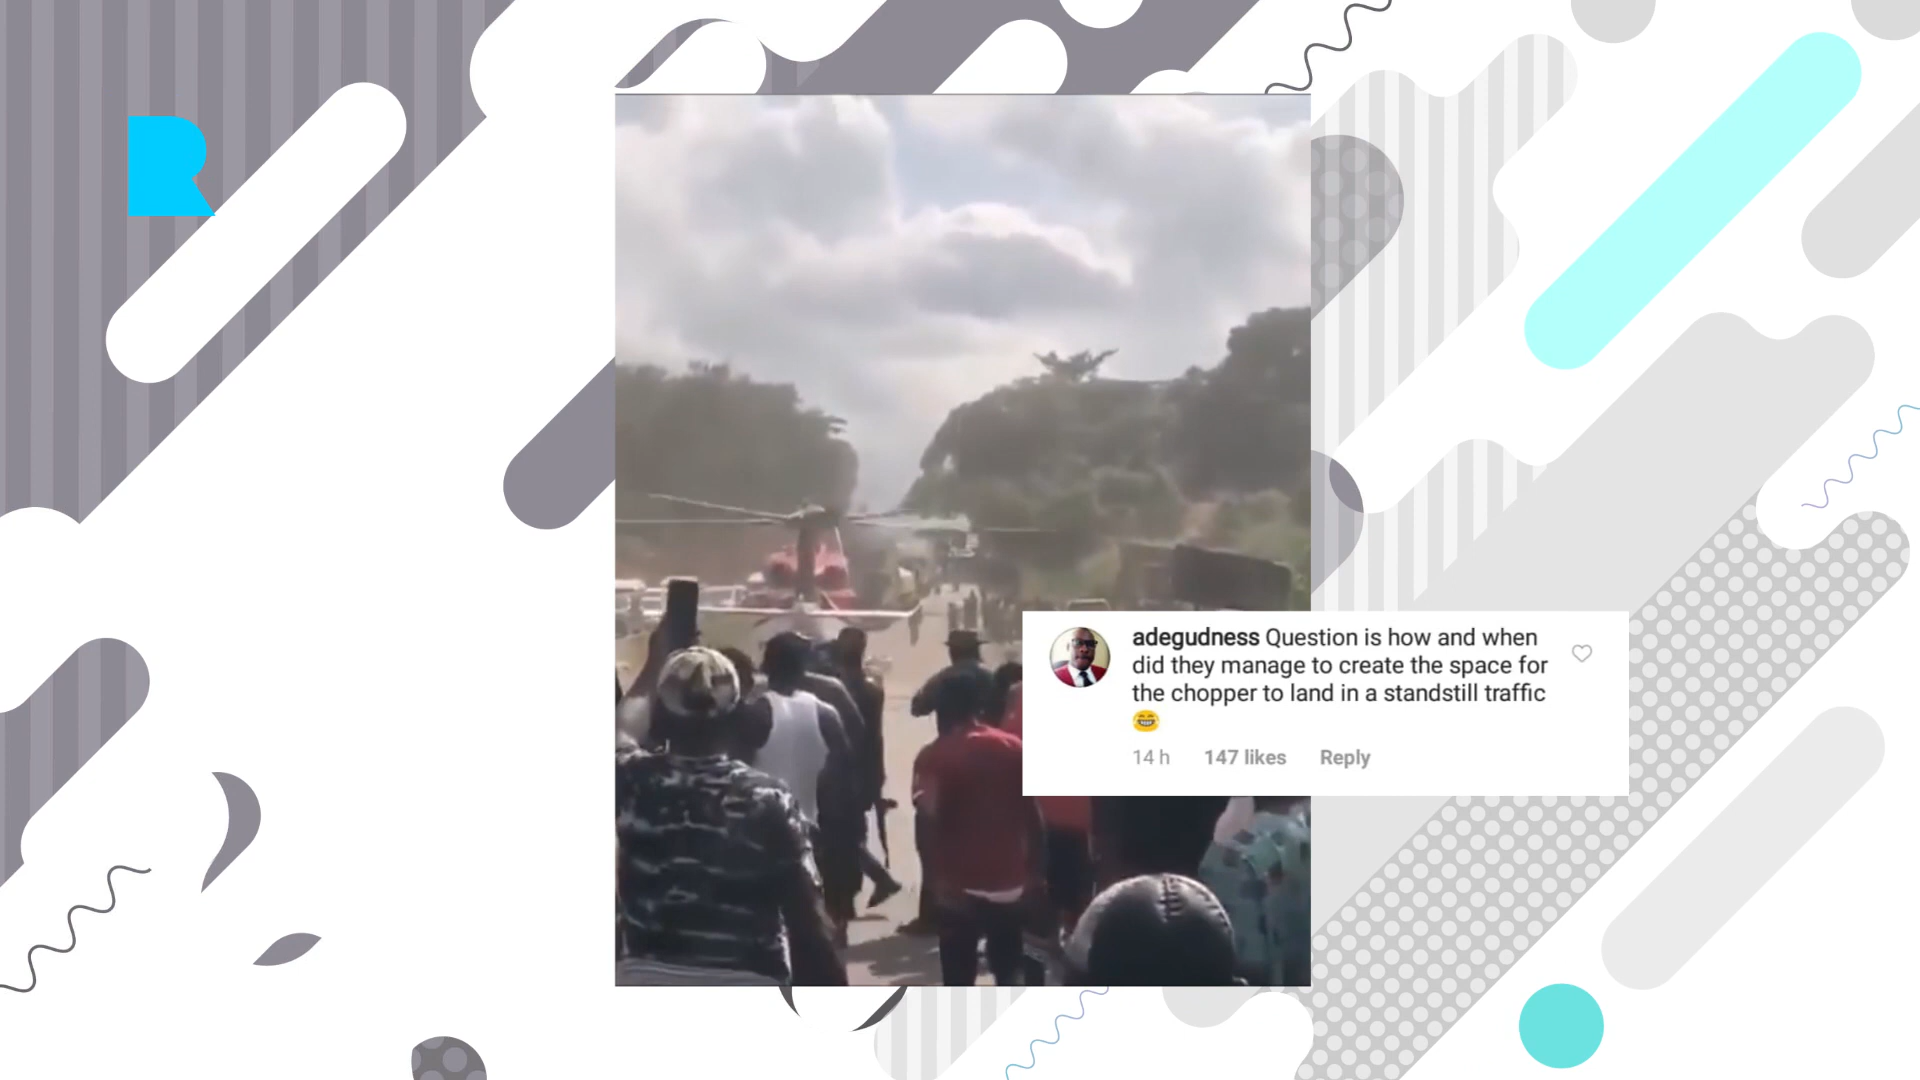 R
adegudness Question is how and when
did they manage to create the space for
the chopper to land in a standstill traffic
😂
14 h 147 likes Reply